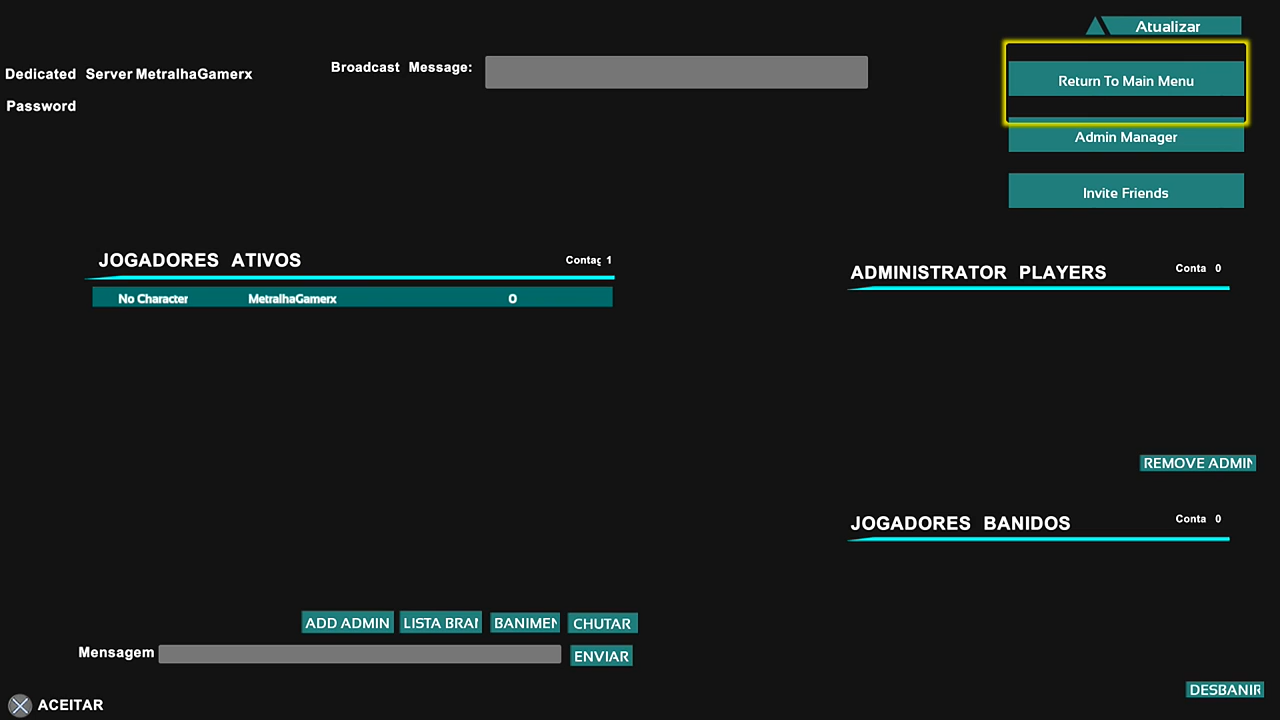 Atualizar
Dedicated Server MetralhaGamerx
Broadcast Message:
Return To Main Menu
Password
Admin Manager
Invite Friends
JOGADORES ATIVOS
Contaç 1
No Character MetralhaGamerx 0
ADMINISTRATOR PLAYERS
Conta 0
REMOVE ADMIN
JOGADORES BANIDOS
Conta 0
ADD ADMIN
LISTA BRAN
BANIMEN
CHUTAR
Mensagem
ENVIAR
DESBANIR
ACEITAR